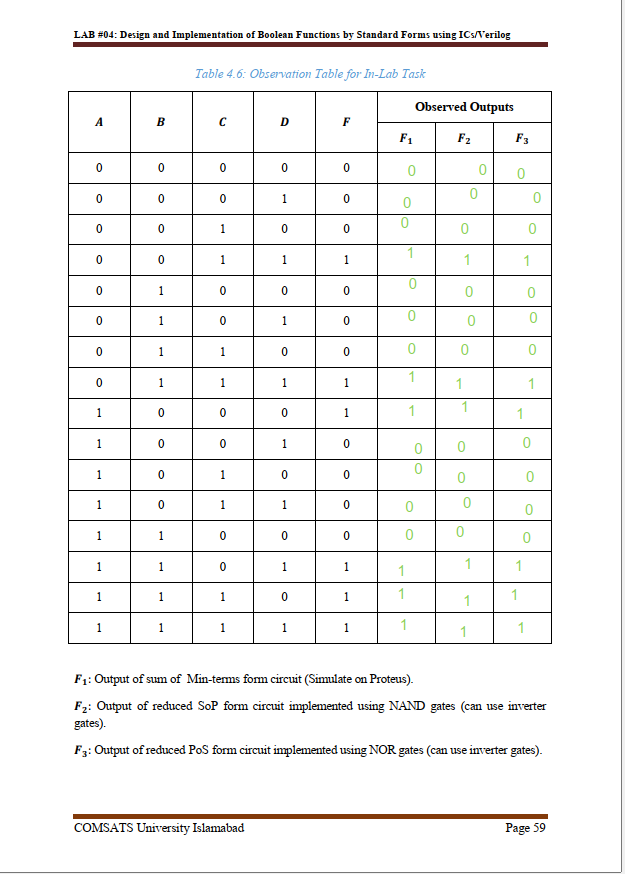 LAB #04: Design and Implementation of Boolean Functions by Standard Forms using ICs/Verilog
Table 4.6: Observation Table for In-Lab Task
A B C D F Observed Outputs
F₁ F₂ F₃
0 0 0 0 0 0 0 0
0 0 0 1 0 0 0 0
0 0 1 0 0 0 0 0
0 0 1 1 1 1 1 1
0 1 0 0 0 0 0 0
0 1 0 1 0 0 0 0
0 1 1 0 0 0 0 0
0 1 1 1 1 1 1 1
1 0 0 0 1 1 1 1
1 0 0 1 0 0 0 0
1 0 1 0 0 0 0 0
1 0 1 1 0 0 0 0
1 1 0 0 0 0 0 0
1 1 0 1 1 1 1 1
1 1 1 0 1 1 1 1
1 1 1 1 1 1 1 1
F₁: Output of sum of Min-terms form circuit (Simulate on Proteus).
F₂: Output of reduced SoP form circuit implemented using NAND gates (can use inverter
gates).
F₃: Output of reduced PoS form circuit implemented using NOR gates (can use inverter gates).
COMSATS University Islamabad Page 59